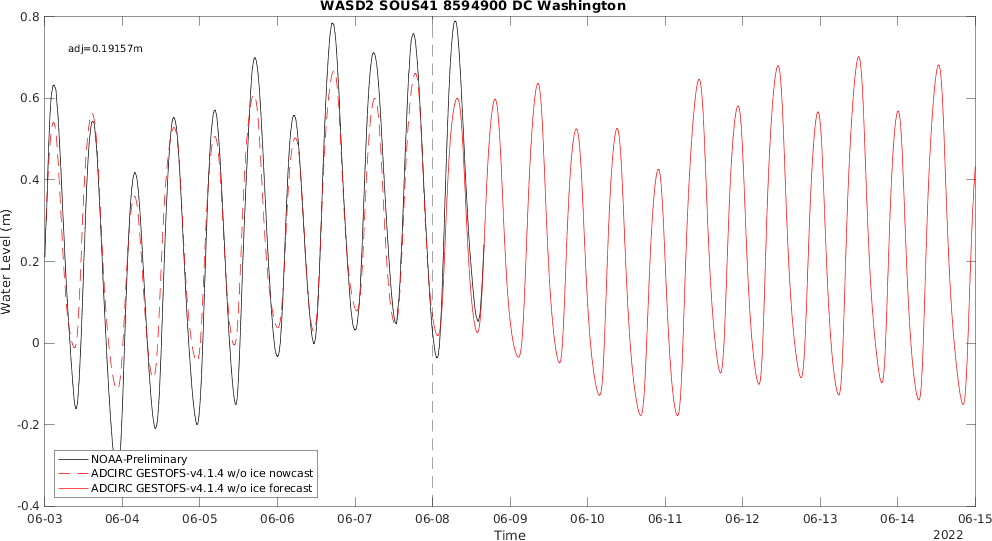 WASD2 SOUS41 8594900 DC Washington
adj=0.19157m
0.8
0.6
0.4
0.2
0
-0.2
-0.4
Water Level (m)
NOAA-Preliminary
ADCIRC GESTOFS-v4.1.4 w/o ice nowcast
ADCIRC GESTOFS-v4.1.4 w/o ice forecast
06-03 06-04 06-05 06-06 06-07 06-08 06-09 06-10 06-11 06-12 06-13 06-14 06-15
Time
2022